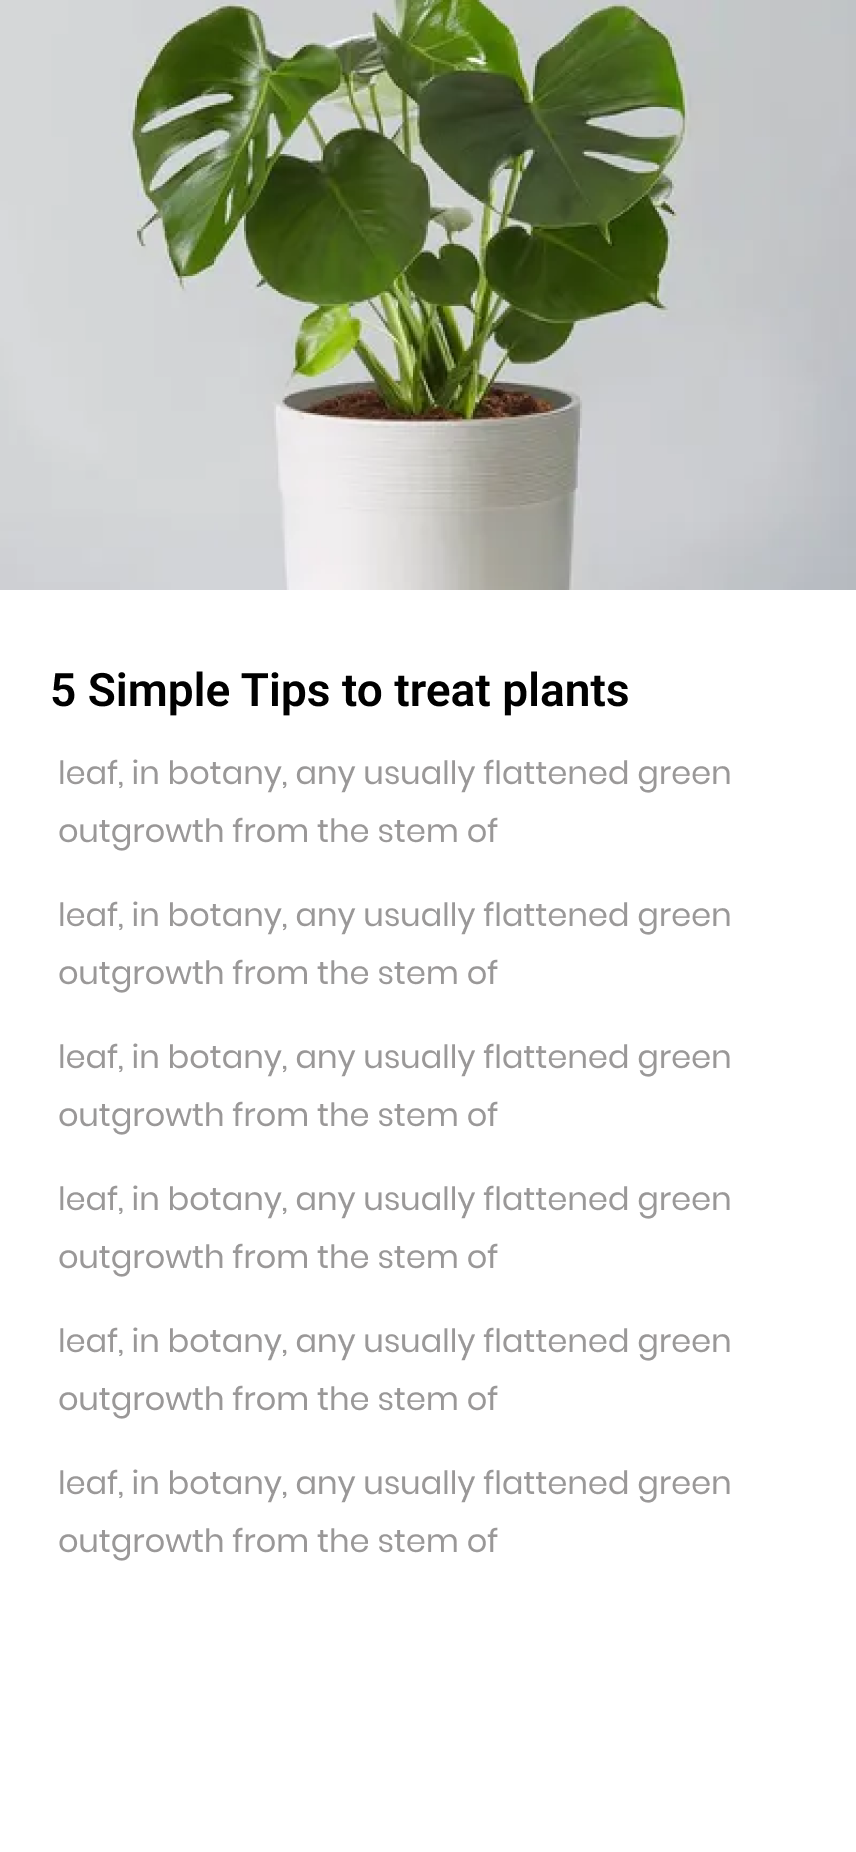 5 Simple Tips to treat plants
leaf, in botany, any usually flattened green
outgrowth from the stem of
leaf, in botany, any usually flattened green
outgrowth from the stem of
leaf, in botany, any usually flattened green
outgrowth from the stem of
leaf, in botany, any usually flattened green
outgrowth from the stem of
leaf, in botany, any usually flattened green
outgrowth from the stem of
leaf, in botany, any usually flattened green
outgrowth from the stem of